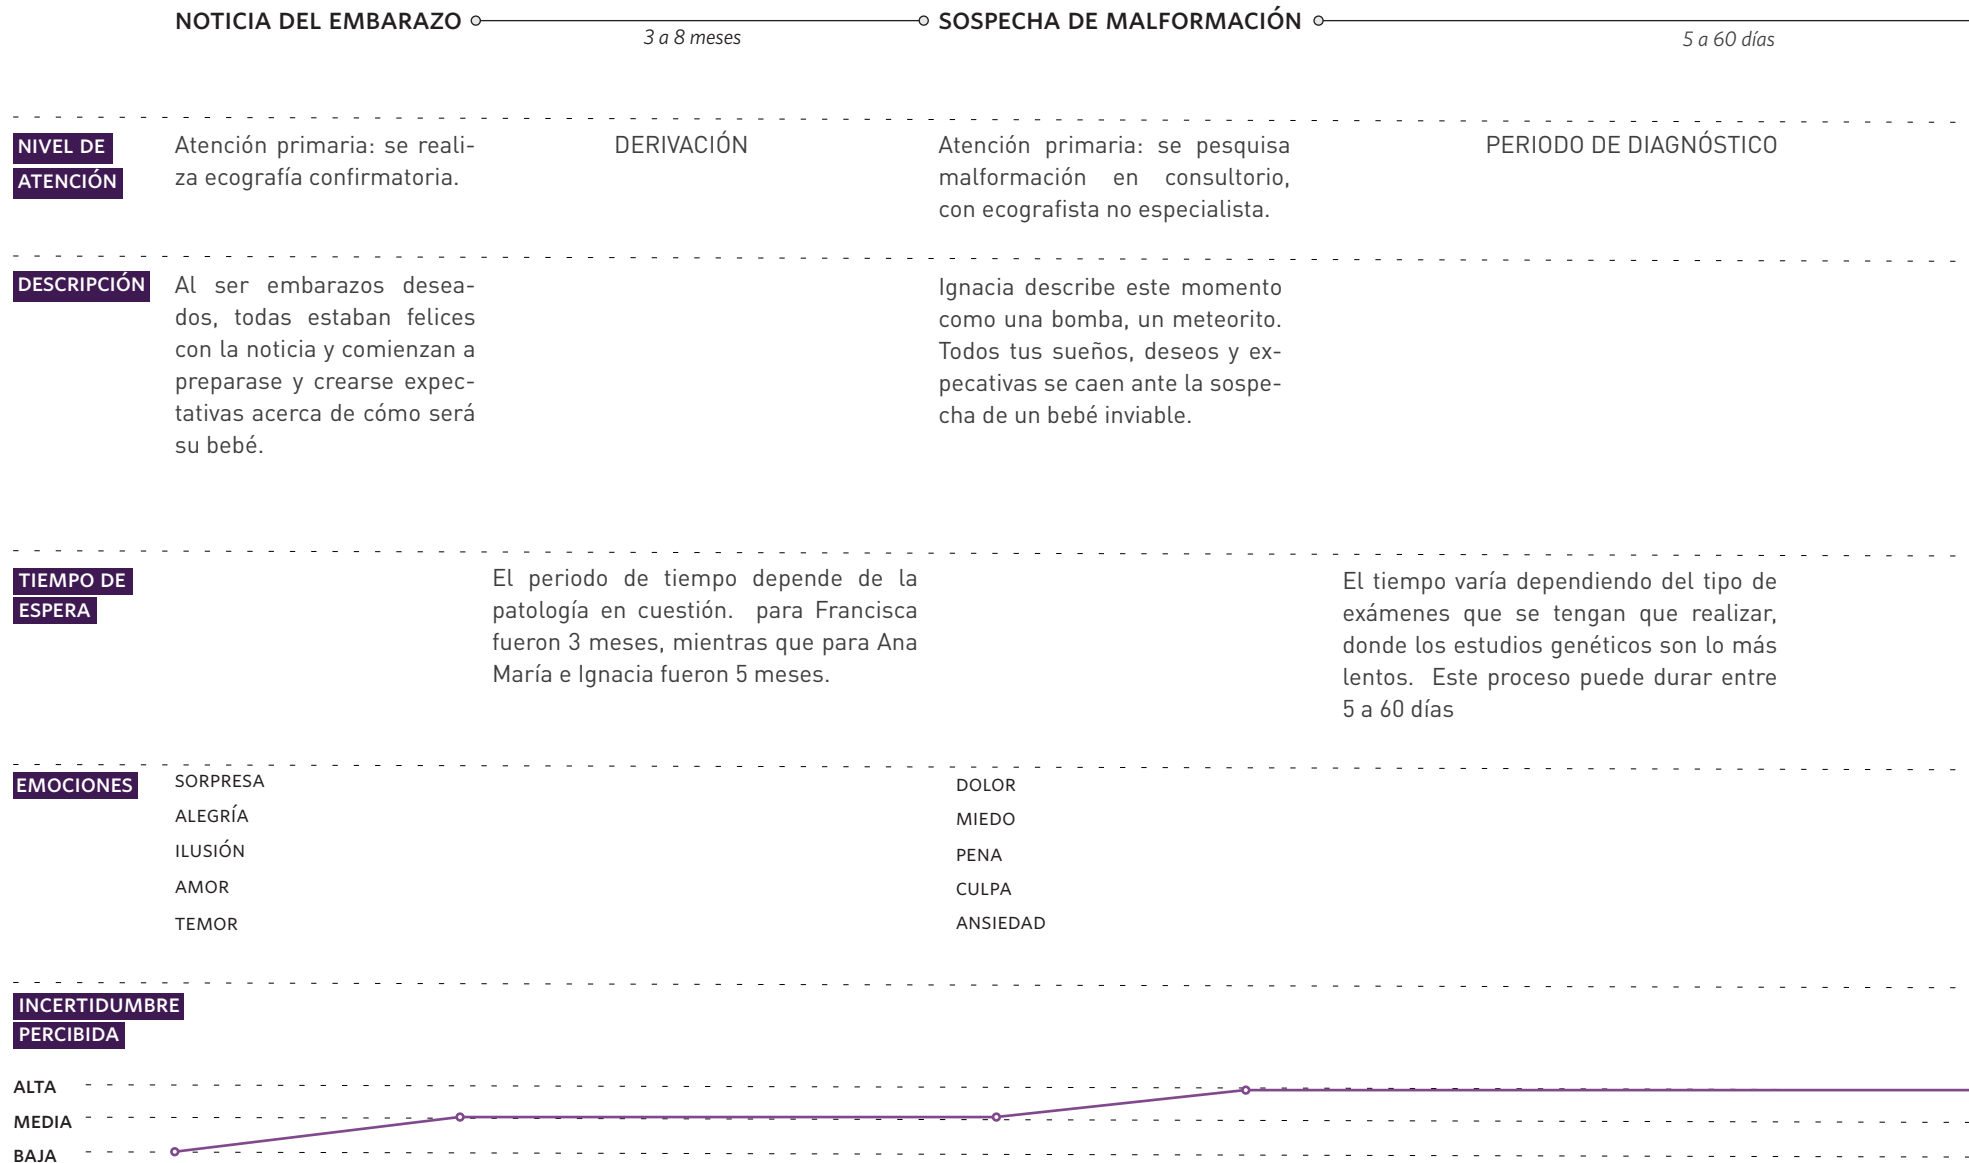 NOTICIA DEL EMBARAZO
3 a 8 meses
SOSPECHA DE MALFORMACIÓN
5 a 60 días
NIVEL DE
ATENCIÓN
Atención primaria: se reali-
za ecografía confirmatoria.
DERIVACIÓN
Atención primaria: se pesquisa
malformación en consultorio,
con ecografista no especialista.
PERIODO DE DIAGNÓSTICO
DESCRIPCIÓN
Al ser embarazos desea-
dos, todas estaban felices
con la noticia y comienzan a
preparase y crearse expec-
tativas acerca de cómo será
su bebé.
Ignacia describe este momento
como una bomba, un meteorito.
Todos tus sueños, deseos y ex-
pecativas se caen ante la sospe-
cha de un bebé inviable.
TIEMPO DE
ESPERA
El periodo de tiempo depende de la
patología en cuestión. para Francisca
fueron 3 meses, mientras que para Ana
María e Ignacia fueron 5 meses.
El tiempo varía dependiendo del tipo de
exámenes que se tengan que realizar,
donde los estudios genéticos son lo más
lentos. Este proceso puede durar entre
5 a 60 días
EMOCIONES
SORPRESA
ALEGRÍA
ILUSIÓN
AMOR
TEMOR
DOLOR
MIEDO
PENA
CULPA
ANSIEDAD
INCERTIDUMBRE
PERCIBIDA
ALTA
MEDIA
BAJA